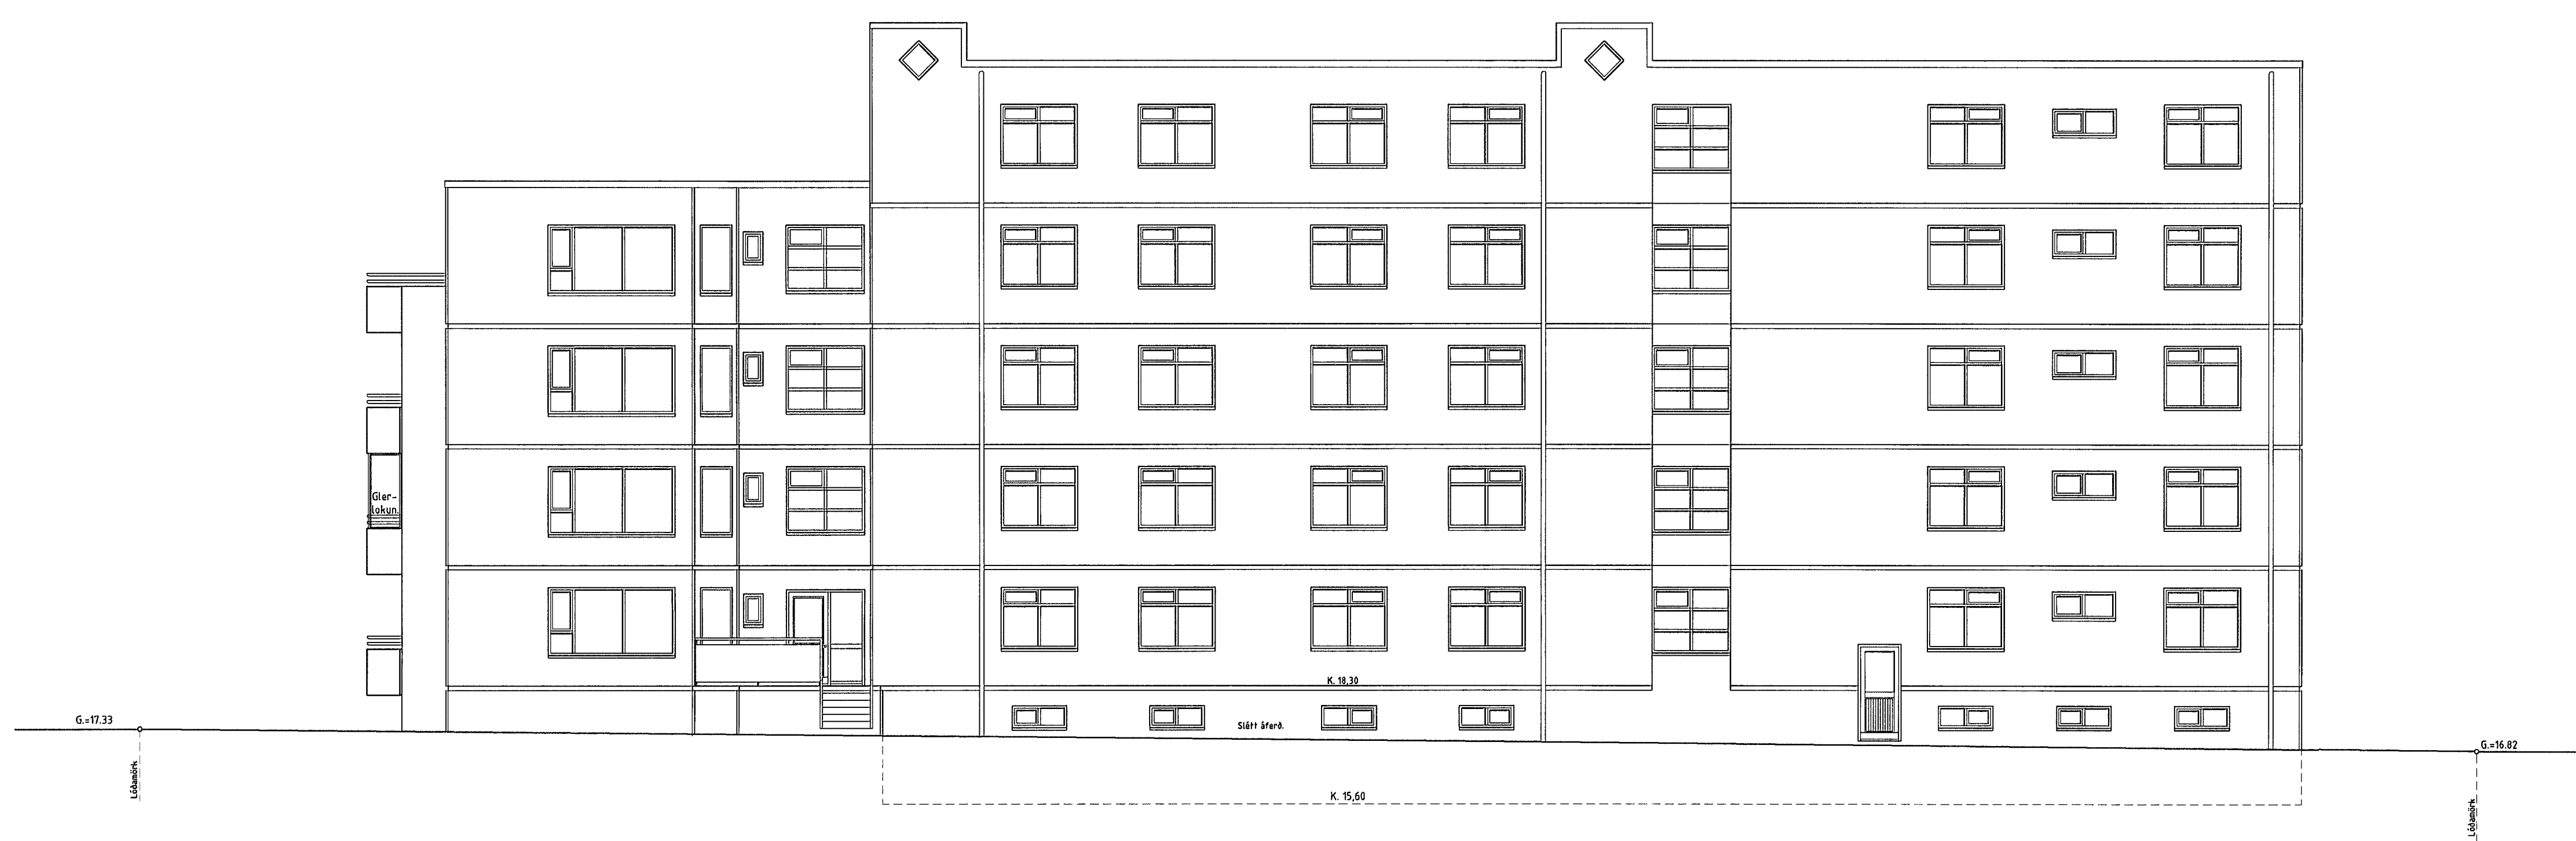 Gler-
lokun.
K. 18,30
G.=17.33
Slétt áferð.
G.=16.82
Lóðamörk
K. 15,60
Lóðamörk